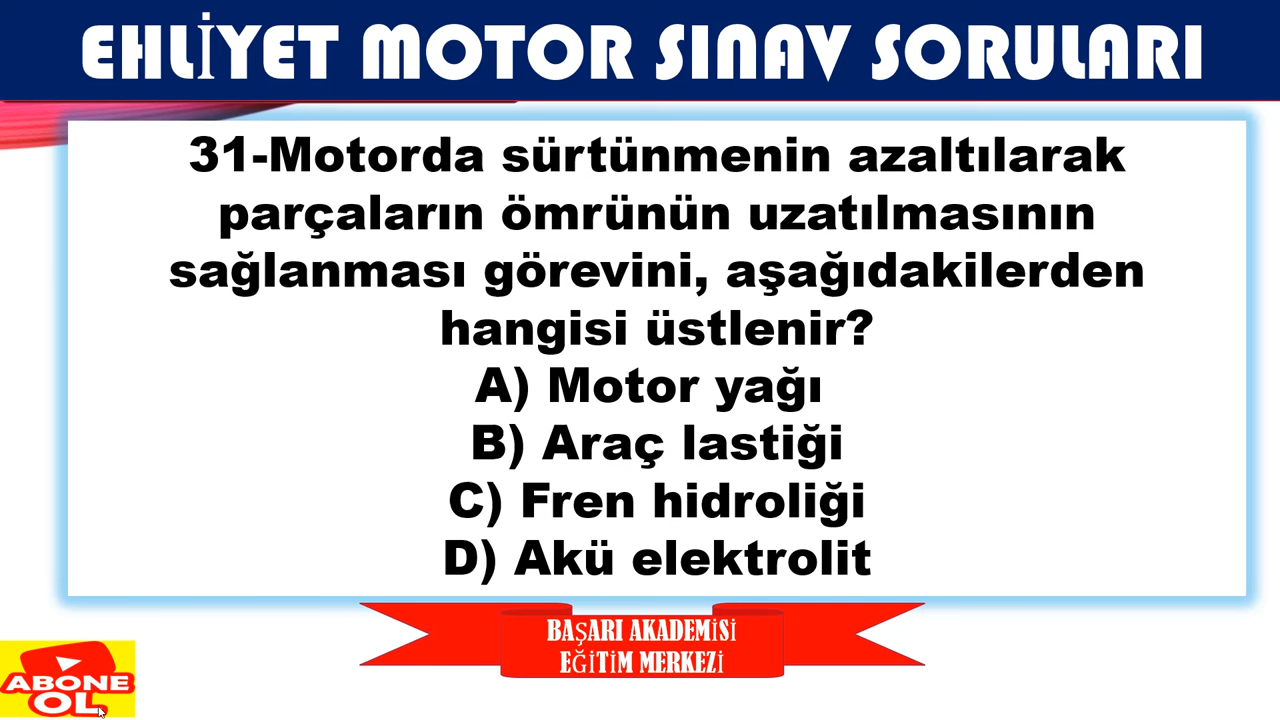 EHLİYET MOTOR SINAV SORULARI
31-Motorda sürtünmenin azaltılarak
parçaların ömrünün uzatılmasının
sağlanması görevini, aşağıdakilerden
hangisi üstlenir?
A) Motor yağı
B) Araç lastiği
C) Fren hidroliği
D) Akü elektrolit
BAŞARI AKADEMİSİ
EĞİTİM MERKEZİ
ABONE
OL